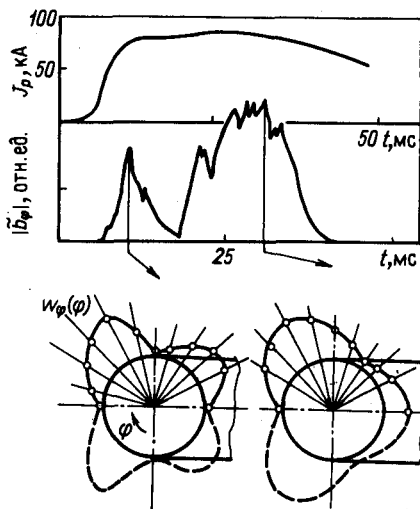 J_p, кА
100
50
50 t, мс
|b̃_φ|, отн. ед.
25
t, мс
w_φ(φ)
φ